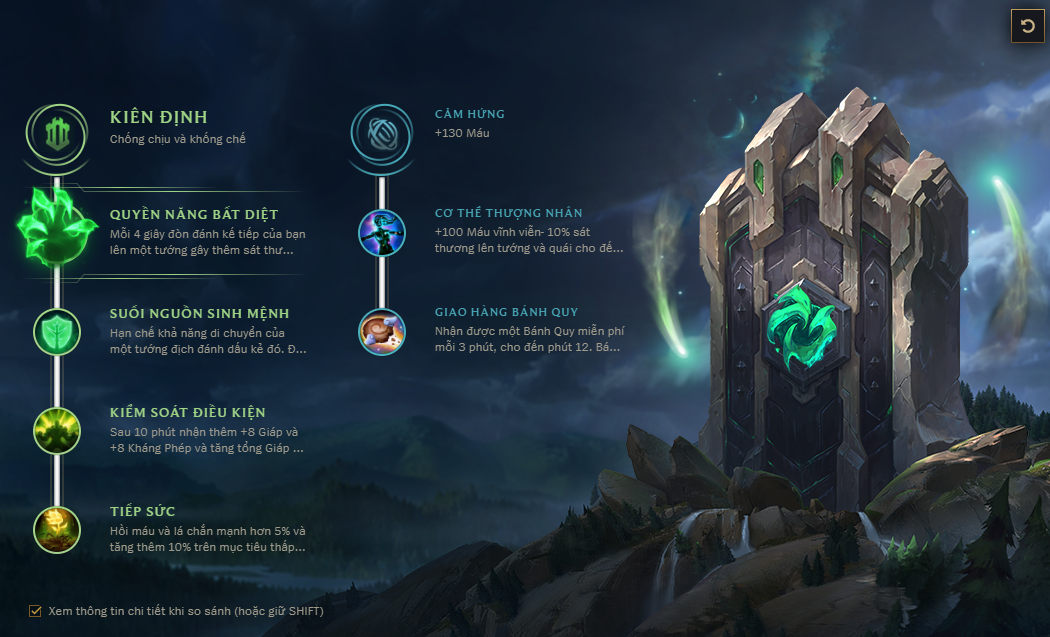 KIÊN ĐỊNH
Chống chịu và khống chế
QUYỀN NĂNG BẤT DIỆT
Mỗi 4 giây đòn đánh kế tiếp của bạn
lên một tướng gây thêm sát thư...
SUỐI NGUỒN SINH MỆNH
Hạn chế khả năng di chuyển của
một tướng địch đánh dấu kẻ đó. Đ...
KIỂM SOÁT ĐIỀU KIỆN
Sau 10 phút nhận thêm +8 Giáp và
+8 Kháng Phép và tăng tổng Giáp ...
TIẾP SỨC
Hồi máu và lá chắn mạnh hơn 5% và
tăng thêm 10% trên mục tiêu thấp...
CẢM HỨNG
+130 Máu
CƠ THỂ THƯỢNG NHÂN
+100 Máu vĩnh viễn- 10% sát
thương lên tướng và quái cho đế...
GIAO HÀNG BÁNH QUY
Nhận được một Bánh Quy miễn phí
mỗi 3 phút, cho đến phút 12. Bá...
Xem thông tin chi tiết khi so sánh (hoặc giữ SHIFT)